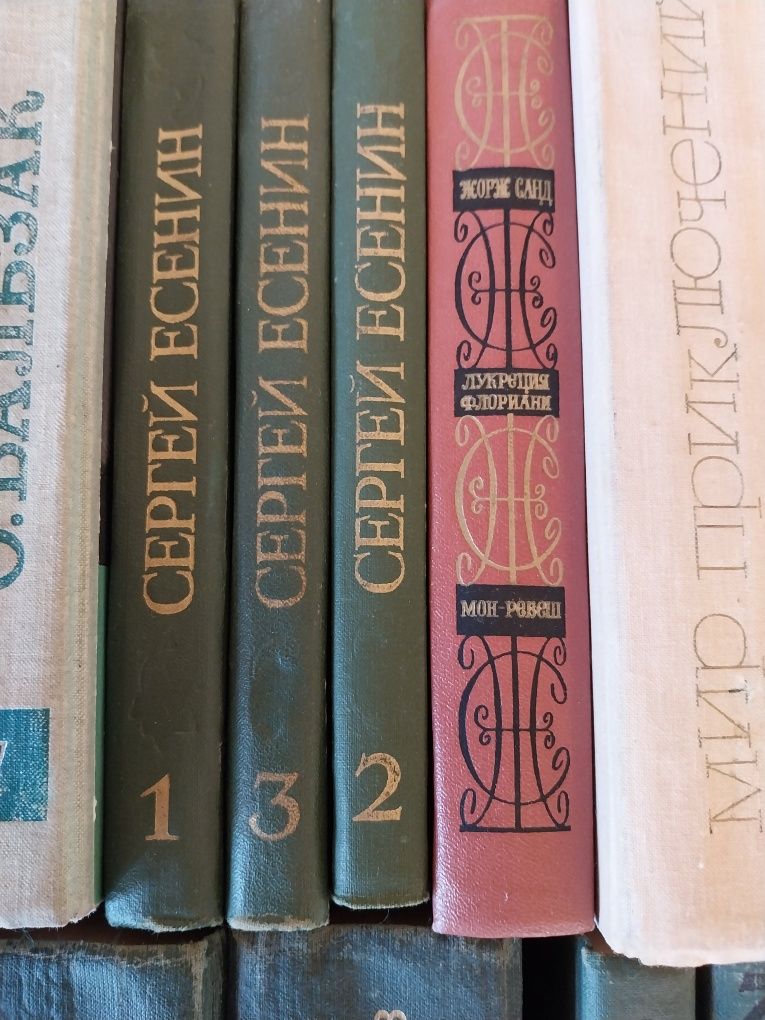 О. БАЛЬЗАК
СЕРГЕЙ ЕСЕНИН
1
СЕРГЕЙ ЕСЕНИН
3
СЕРГЕЙ ЕСЕНИН
2
ЖОРЖ САНД
ЛУКРЕЦИЯ
ФЛОРИАНИ
МОН-РЕВЕШ
МИР ПРИКЛЮЧЕНИЙ